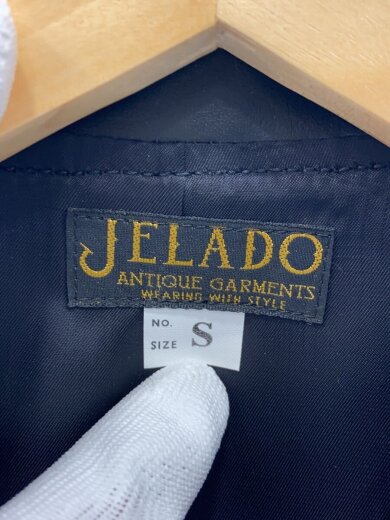 JELADO
ANTIQUE GARMENTS
WEARING WITH STYLE
NO.
SIZE S